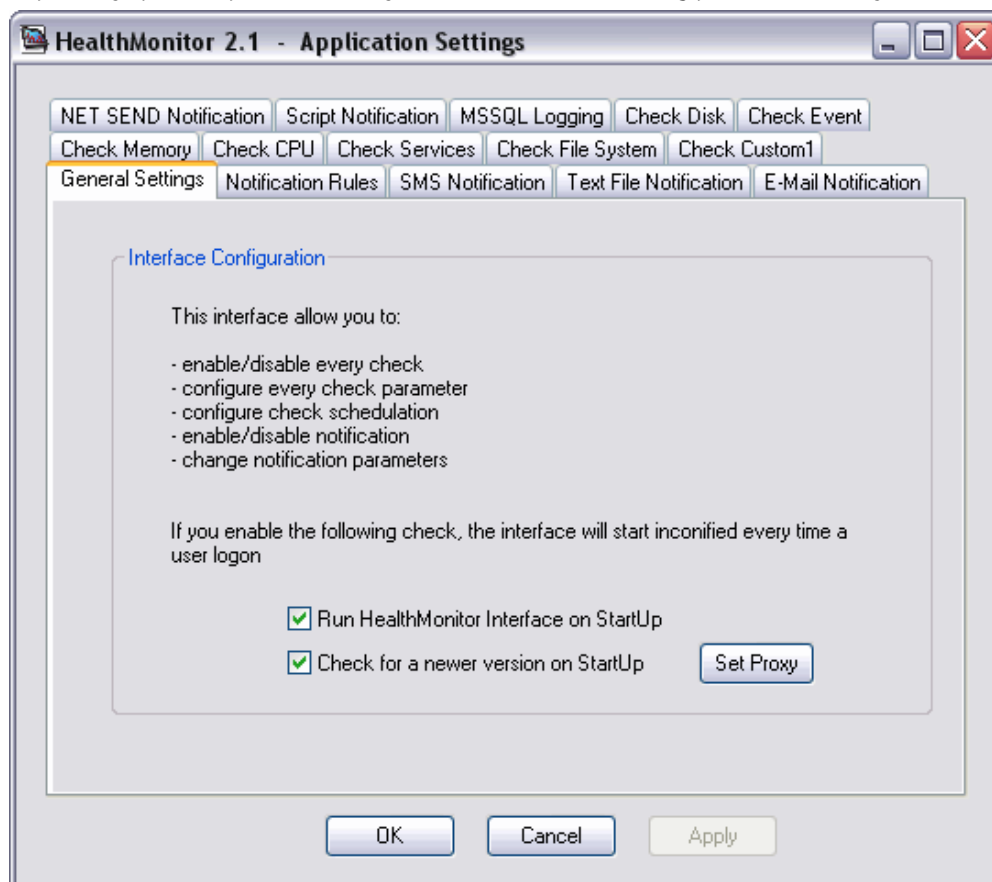 HealthMonitor 2.1 - Application Settings
NET SEND Notification Script Notification MSSQL Logging Check Disk Check Event
Check Memory Check CPU Check Services Check File System Check Custom1
General Settings Notification Rules SMS Notification Text File Notification E-Mail Notification
Interface Configuration
This interface allow you to:
- enable/disable every check
- configure every check parameter
- configure check schedulation
- enable/disable notification
- change notification parameters
If you enable the following check, the interface will start inconified every time a
user logon
Run HealthMonitor Interface on StartUp
Check for a newer version on StartUp Set Proxy
OK Cancel Apply